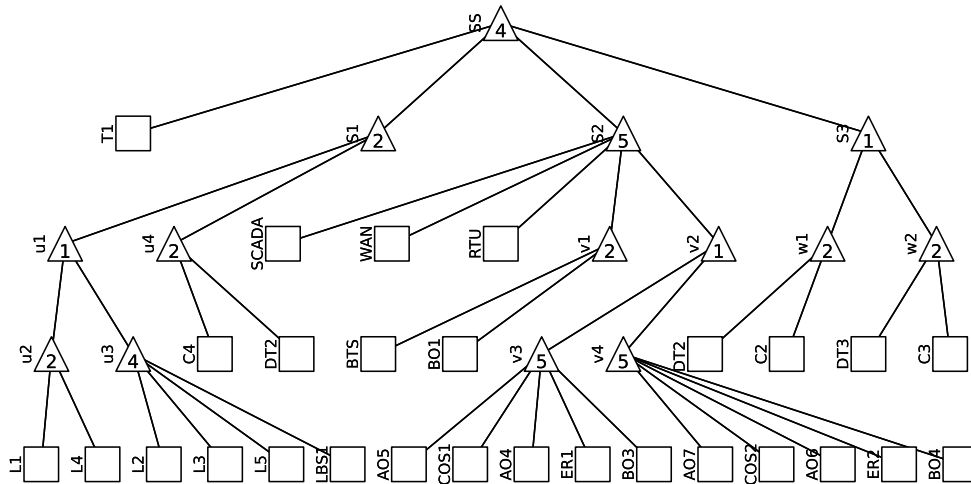 SS 4
T1 S1 2 S2 5 S3 1
u1 1 u4 2 SCADA WAN RTU v1 2 v2 1 w1 2 w2 2
u2 2 u3 4 C4 DT2 BTS BO1 v3 5 v4 5 DT2 C2 DT3 C3
L1 L4 L2 L3 L5 LBS1 AO5 COS1 AO4 ER1 BO3 AO7 COS2 AO6 ER2 BO4